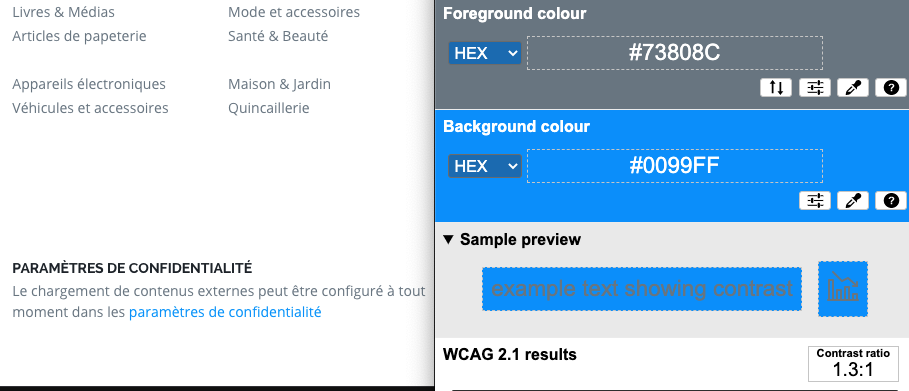 Livres & Médias
Mode et accessoires
Articles de papeterie
Santé & Beauté
Appareils électroniques
Maison & Jardin
Véhicules et accessoires
Quincaillerie
PARAMÈTRES DE CONFIDENTIALITÉ
Le chargement de contenus externes peut être configuré à tout
moment dans les paramètres de confidentialité
Foreground colour
HEX
#73808C
?
Background colour
HEX
#0099FF
?
▼ Sample preview
example text showing contrast
WCAG 2.1 results
Contrast ratio
1.3:1